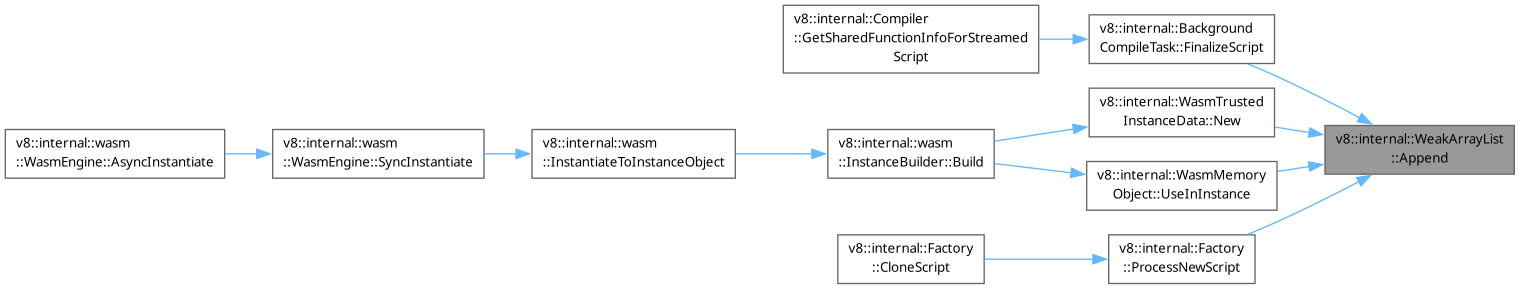 v8::internal::Compiler
::GetSharedFunctionInfoForStreamed
Script
v8::internal::Background
CompileTask::FinalizeScript
v8::internal::WasmTrusted
InstanceData::New
v8::internal::wasm
::WasmEngine::AsyncInstantiate
v8::internal::wasm
::WasmEngine::SyncInstantiate
v8::internal::wasm
::InstantiateToInstanceObject
v8::internal::wasm
::InstanceBuilder::Build
v8::internal::WeakArrayList
::Append
v8::internal::WasmMemory
Object::UseInInstance
v8::internal::Factory
::CloneScript
v8::internal::Factory
::ProcessNewScript